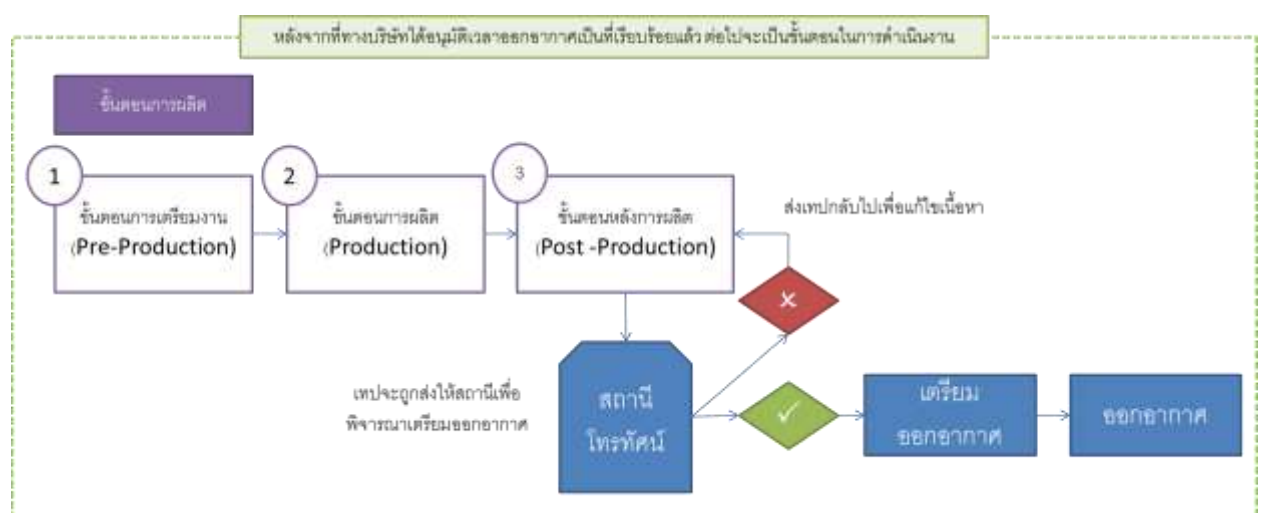 หลังจากที่ทางบริษัทได้อนุมัติเวลาออกอากาศเป็นที่เรียบร้อยแล้ว ต่อไปจะเป็นขั้นตอนในการดำเนินงาน
ขั้นตอนการผลิต
1
ขั้นตอนการเตรียมงาน
(Pre-Production)
2
ขั้นตอนการผลิต
(Production)
3
ขั้นตอนหลังการผลิต
(Post -Production)
ส่งเทปกลับไปเพื่อแก้ไขเนื้อหา
เทปจะถูกส่งให้สถานีเพื่อ
พิจารณาเตรียมออกอากาศ
สถานี
โทรทัศน์
เตรียม
ออกอากาศ
ออกอากาศ